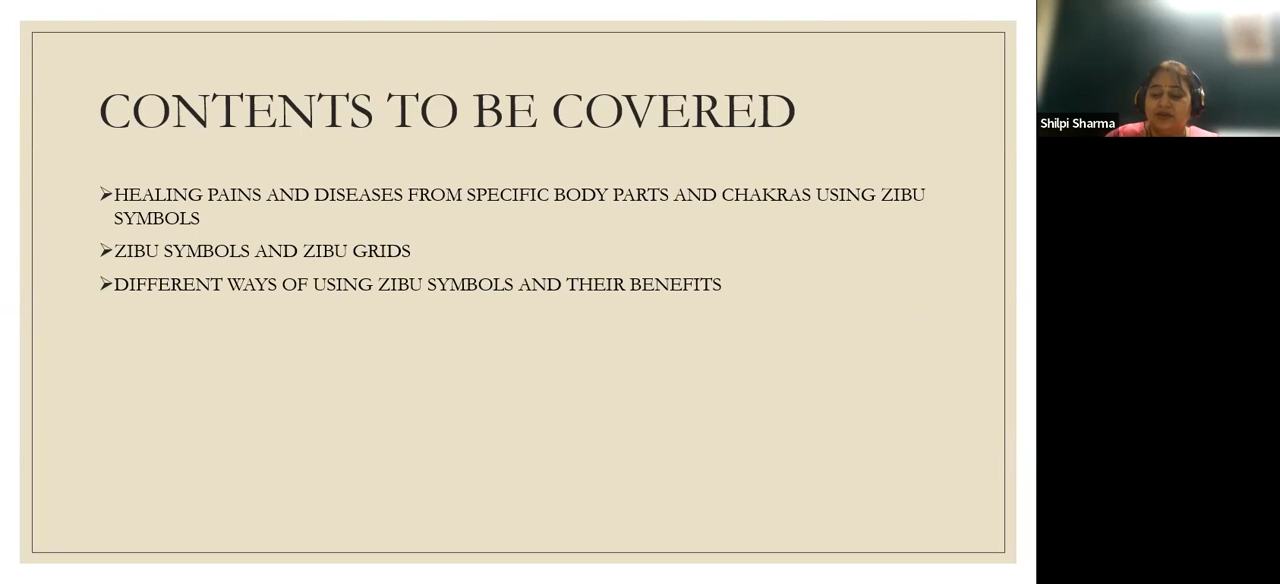 CONTENTS TO BE COVERED
➢HEALING PAINS AND DISEASES FROM SPECIFIC BODY PARTS AND CHAKRAS USING ZIBU
SYMBOLS
➢ZIBU SYMBOLS AND ZIBU GRIDS
➢DIFFERENT WAYS OF USING ZIBU SYMBOLS AND THEIR BENEFITS
Shilpi Sharma